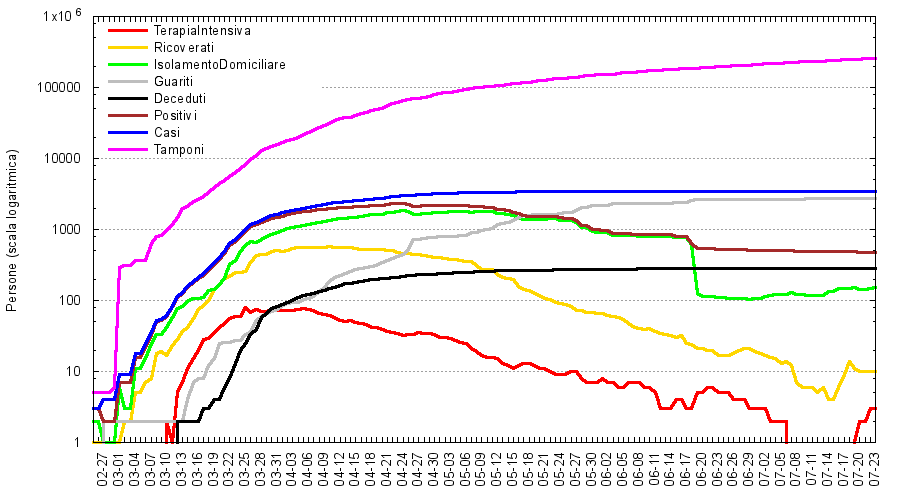 1x10 6
TerapiaIntensiva
Ricoverati
IsolamentoDomiciliare
Guariti
Deceduti
Positivi
Casi
Tamponi
100000
10000
1000
100
10
1
Persone (scala logaritmica)
02-27 03-01 03-04 03-07 03-10 03-13 03-16 03-19 03-22 03-25 03-28 03-31 04-03 04-06 04-09 04-12 04-15 04-18 04-21 04-24 04-27 04-30 05-03 05-06 05-09 05-12 05-15 05-18 05-21 05-24 05-27 05-30 06-02 06-05 06-08 06-11 06-14 06-17 06-20 06-23 06-26 06-29 07-02 07-05 07-08 07-11 07-14 07-17 07-20 07-23